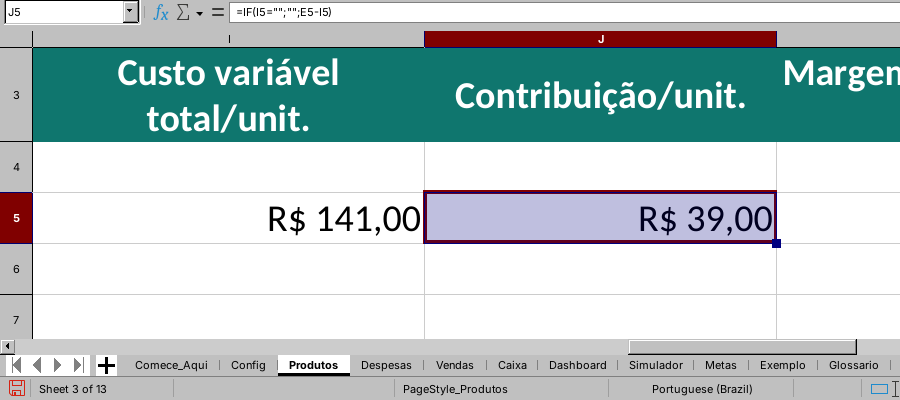 J5
=IF(I5="";"";E5-I5)
I
J
3
Custo variável
total/unit.
Contribuição/unit.
Margen
4
5
R$ 141,00
R$ 39,00
6
7
Comece_Aqui
Config
Produtos
Despesas
Vendas
Caixa
Dashboard
Simulador
Metas
Exemplo
Glossario
Sheet 3 of 13
PageStyle_Produtos
Portuguese (Brazil)